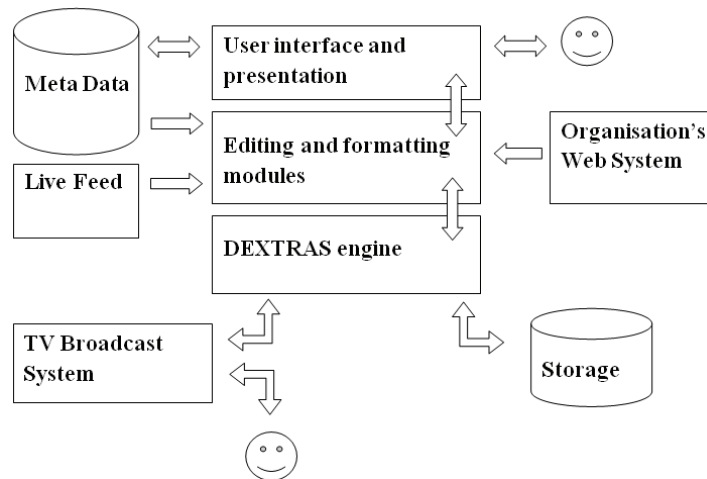 Meta Data
User interface and
presentation
Editing and formatting
modules
Organisation's
Web System
Live Feed
DEXTRAS engine
TV Broadcast
System
Storage